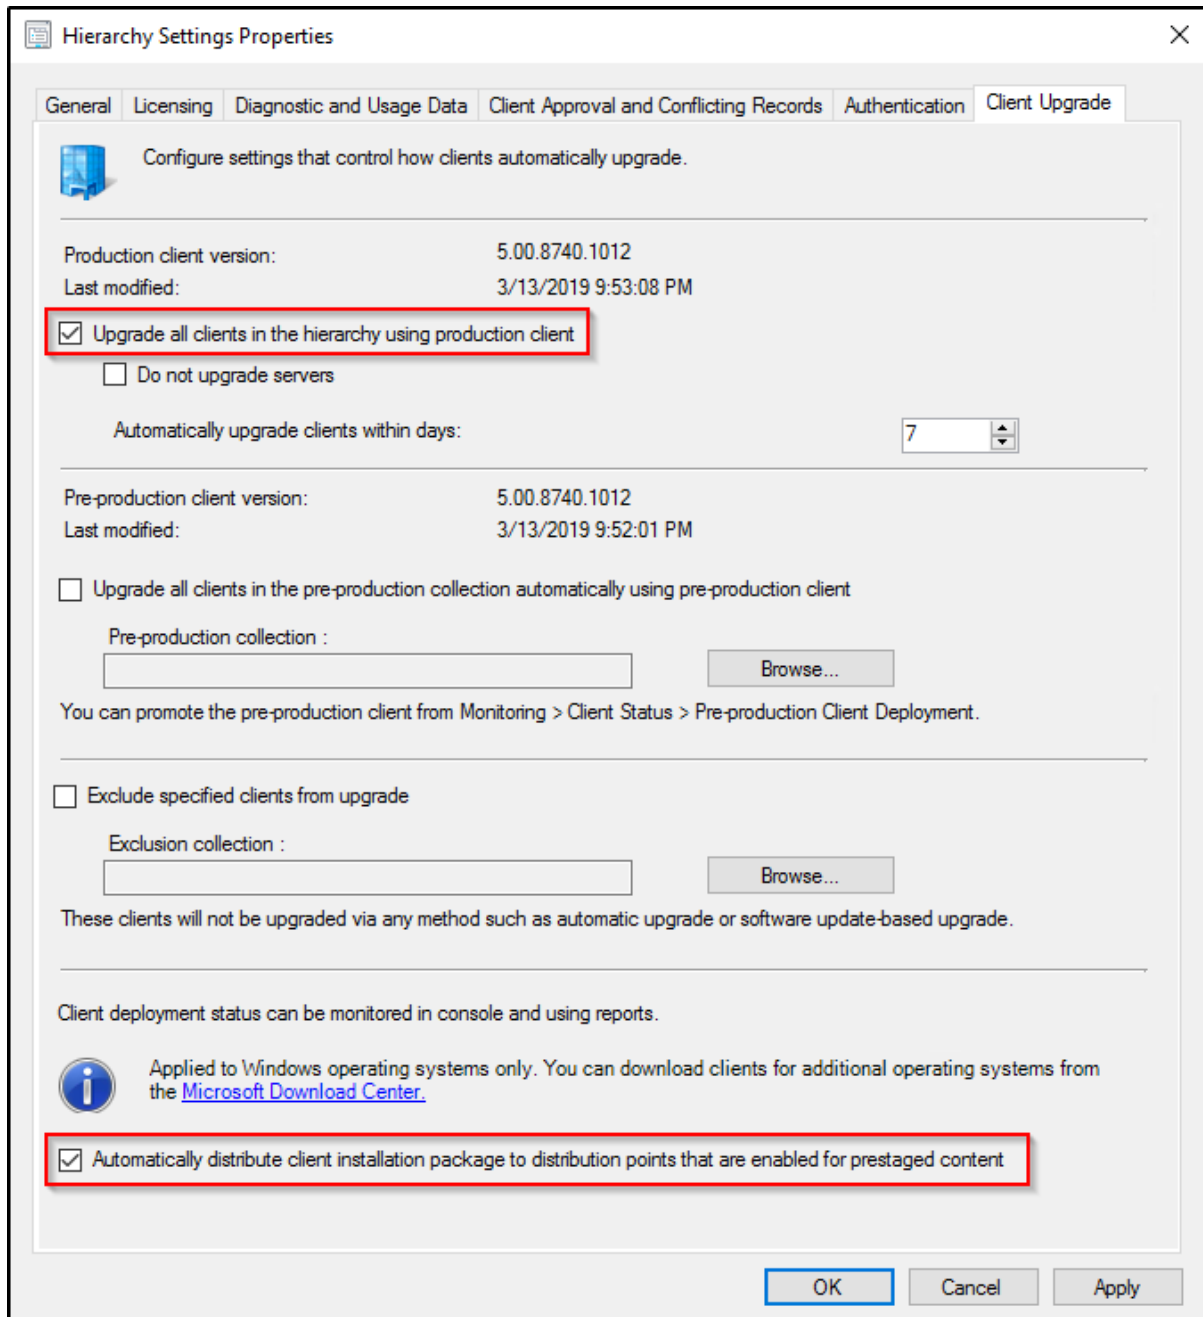 Hierarchy Settings Properties
General Licensing Diagnostic and Usage Data Client Approval and Conflicting Records Authentication Client Upgrade
Configure settings that control how clients automatically upgrade.
Production client version: 5.00.8740.1012
Last modified: 3/13/2019 9:53:08 PM
Upgrade all clients in the hierarchy using production client
Do not upgrade servers
Automatically upgrade clients within days: 7
Pre-production client version: 5.00.8740.1012
Last modified: 3/13/2019 9:52:01 PM
Upgrade all clients in the pre-production collection automatically using pre-production client
Pre-production collection :
Browse...
You can promote the pre-production client from Monitoring > Client Status > Pre-production Client Deployment.
Exclude specified clients from upgrade
Exclusion collection :
Browse...
These clients will not be upgraded via any method such as automatic upgrade or software update-based upgrade.
Client deployment status can be monitored in console and using reports.
Applied to Windows operating systems only. You can download clients for additional operating systems from
the Microsoft Download Center.
Automatically distribute client installation package to distribution points that are enabled for prestaged content
OK Cancel Apply